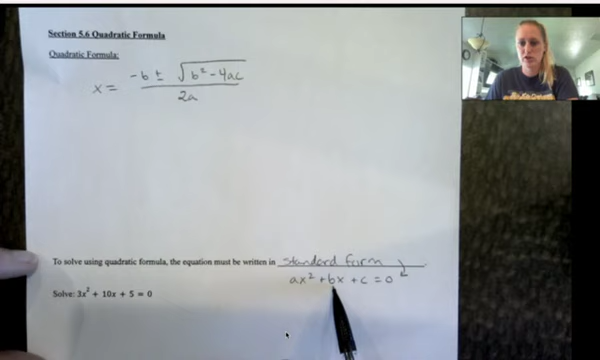 Section 5.6 Quadratic Formula
Quadratic Formula:
x = -b ± √b² - 4ac / 2a
To solve using quadratic formula, the equation must be written in standard form.
ax² + bx + c = 0
Solve: 3x² + 10x + 5 = 0